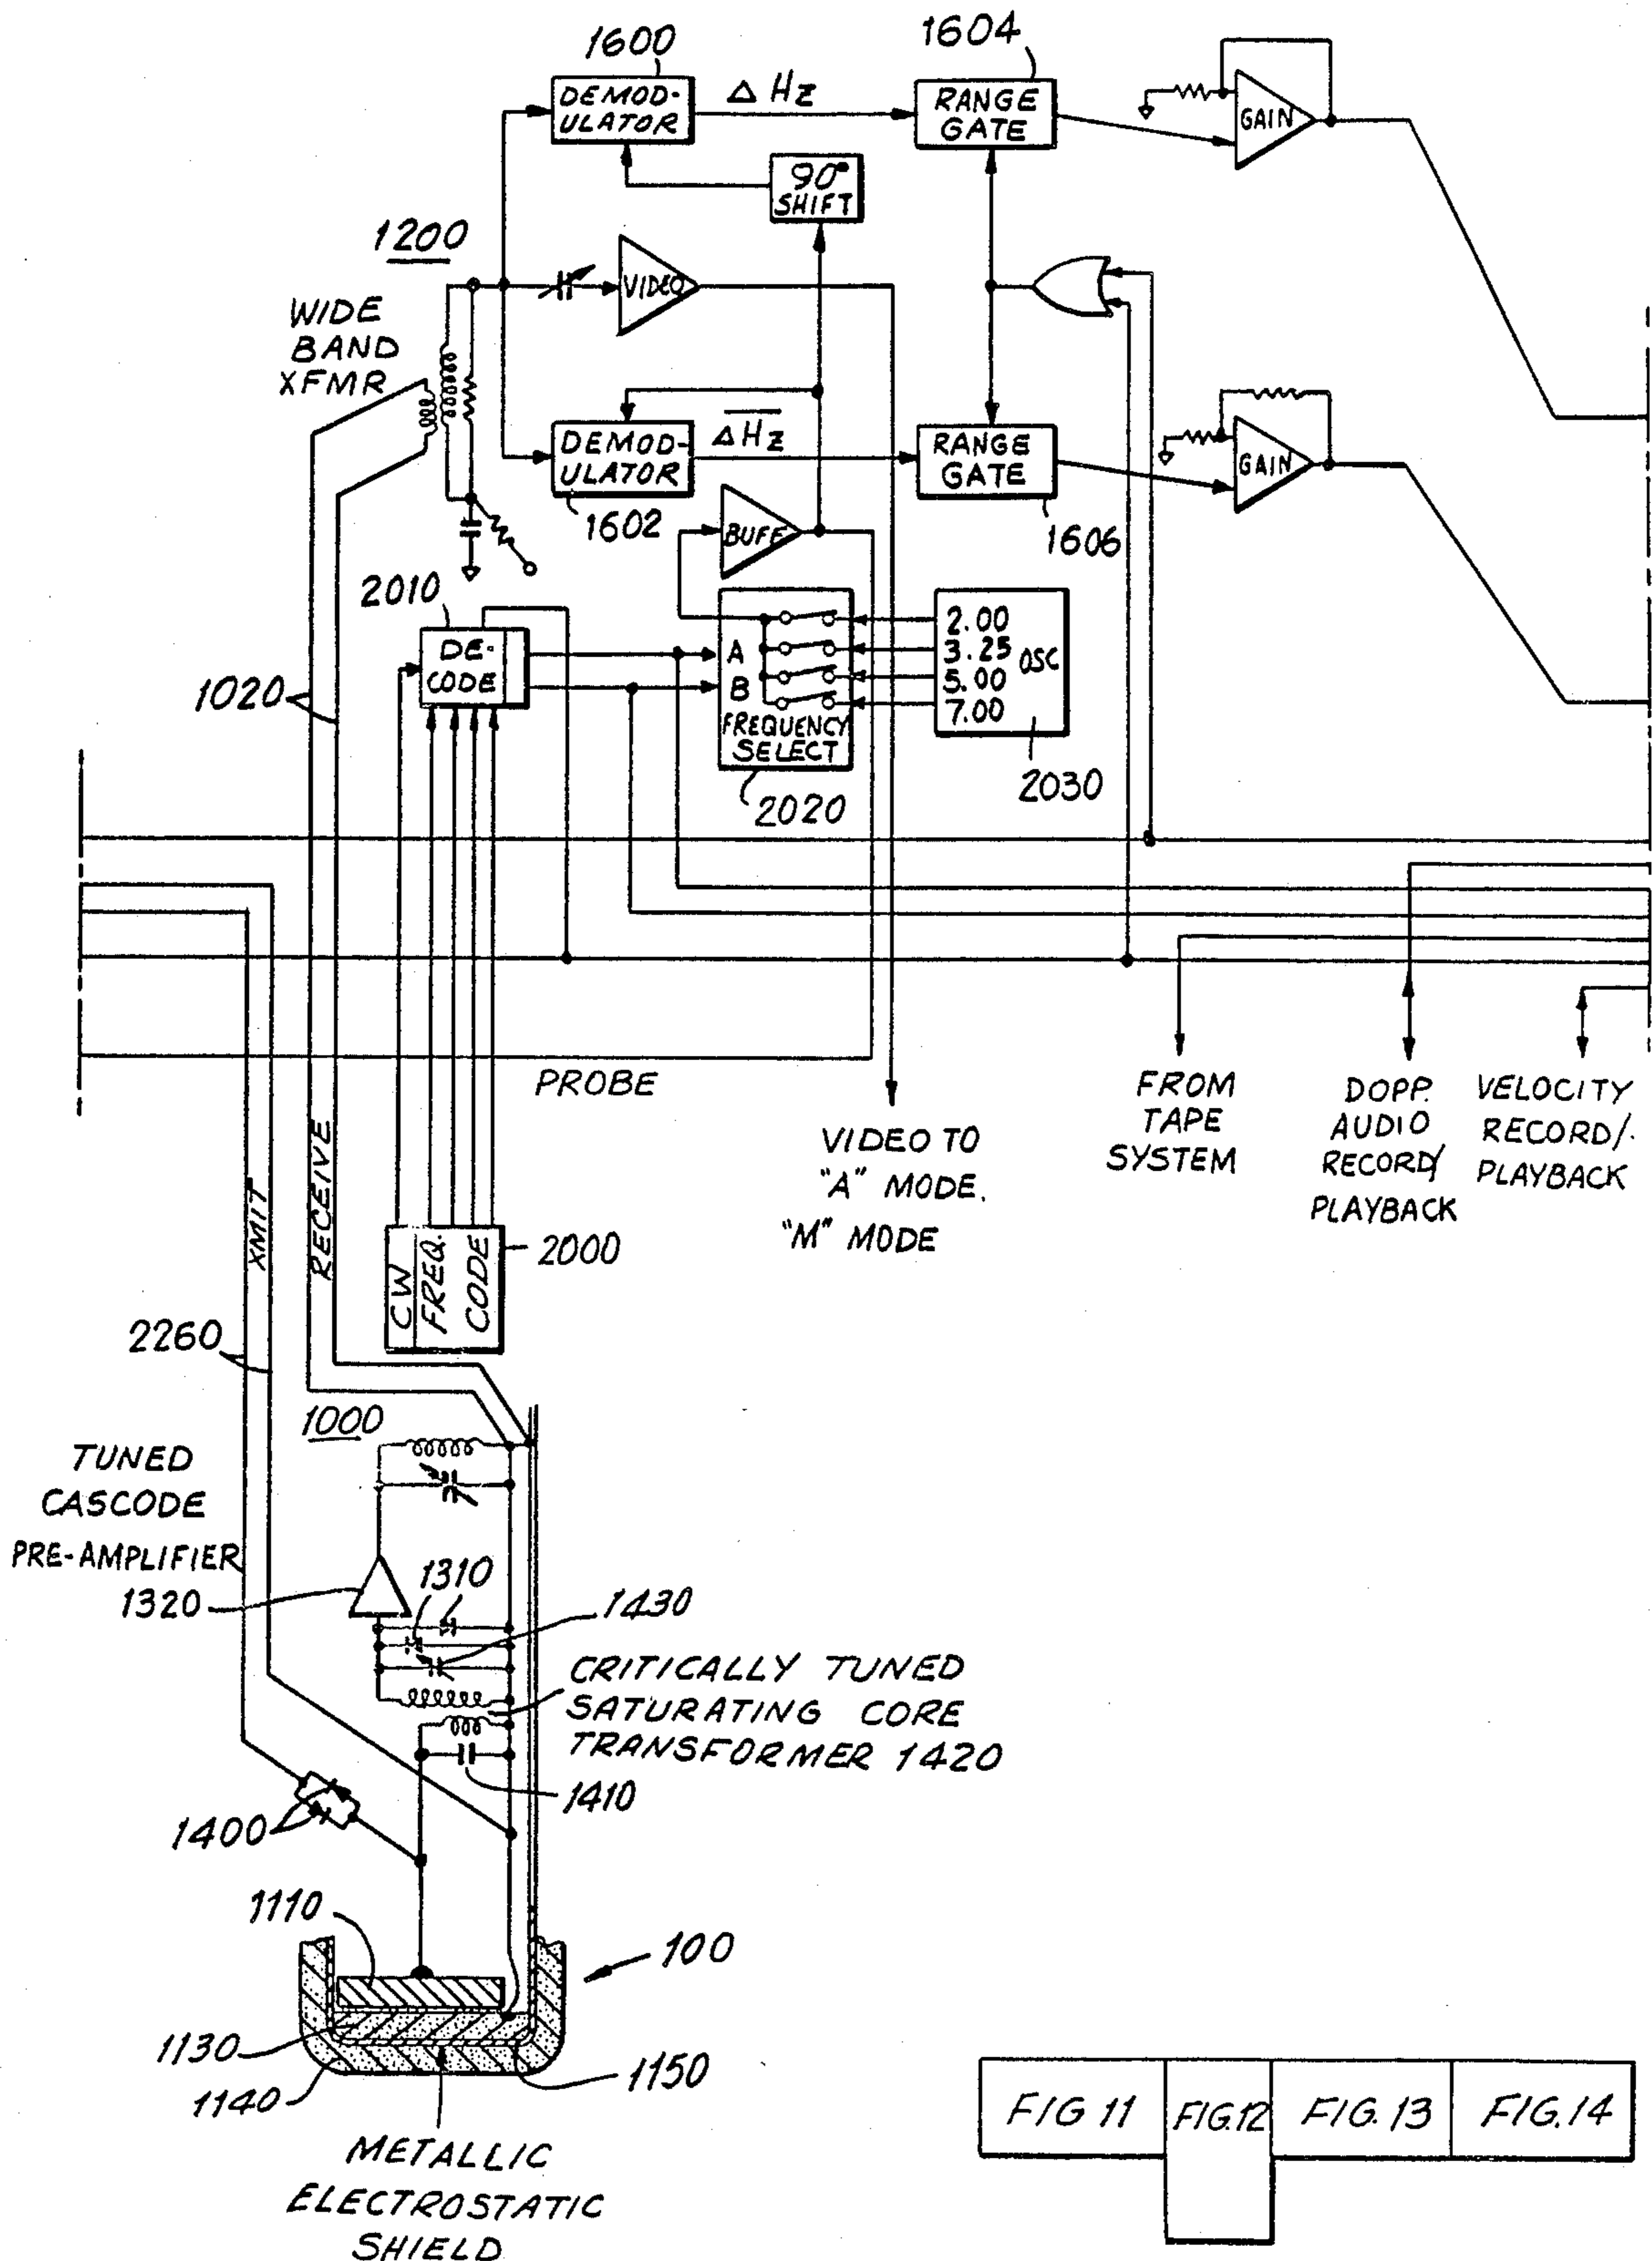 1600
1604
DEMOD-
ULATOR
Δ Hz
RANGE
GATE
GAIN
90°
SHIFT
1200
VIDEO
WIDE
BAND
XFMR
DEMOD-
ULATOR
Δ̅H̅z̅
RANGE
GATE
GAIN
1602
1606
BUFF
2010
DE-
CODE
A
B
FREQUENCY
SELECT
2.00
3.25
5.00
7.00
OSC
1020
2020
2030
PROBE
FROM
TAPE
SYSTEM
DOPP.
AUDIO
RECORD/
PLAYBACK
VELOCITY
RECORD/.
PLAYBACK
VIDEO TO
"A" MODE.
"M" MODE
XMIT
RECEIVE
CW
FREQ.
CODE
2000
2260
1000
TUNED
CASCODE
PRE-AMPLIFIER
1320
1310
1430
CRITICALLY TUNED
SATURATING CORE
TRANSFORMER 1420
1410
1400
1110
100
1130
1140
1150
METALLIC
ELECTROSTATIC
SHIELD
FIG 11
FIG.12
FIG. 13
FIG.14